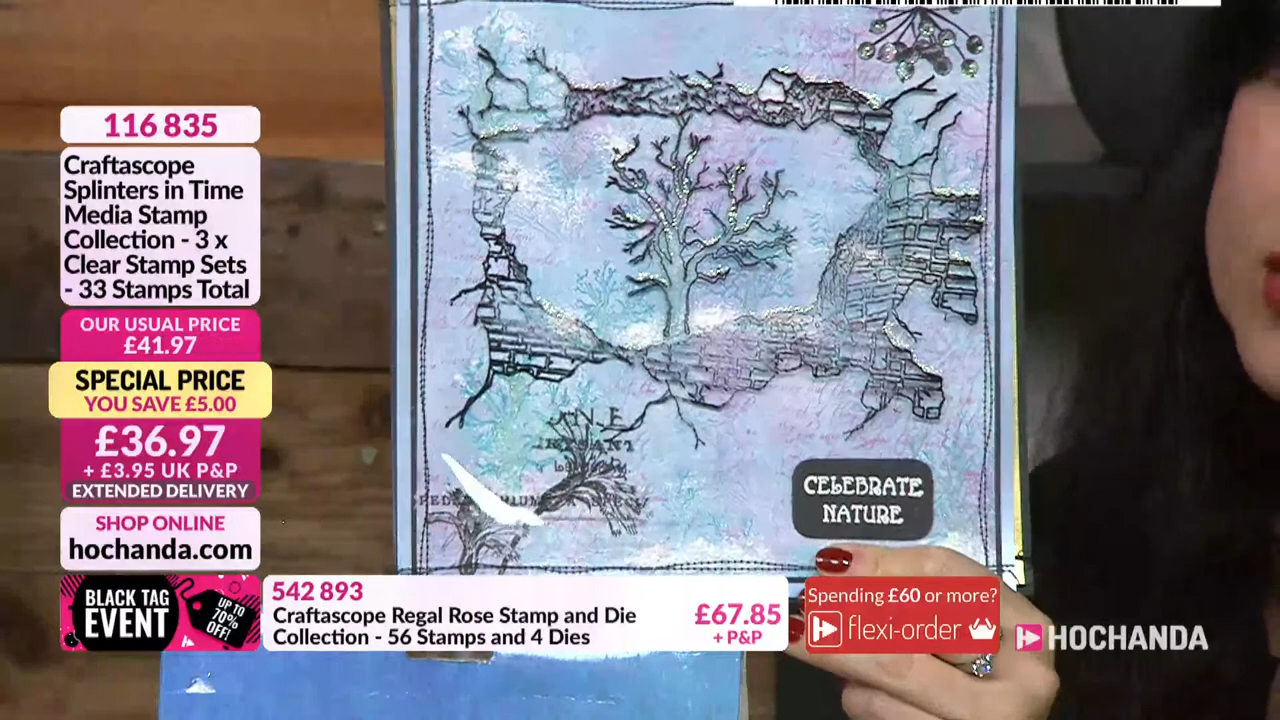 116 835
Craftascope
Splinters in Time
Media Stamp
Collection - 3 x
Clear Stamp Sets
- 33 Stamps Total
OUR USUAL PRICE
£41.97
SPECIAL PRICE
YOU SAVE £5.00
£36.97
+ £3.95 UK P&P
EXTENDED DELIVERY
SHOP ONLINE
hochanda.com
BLACK TAG
EVENT
UP TO
70%
OFF!
542 893
Craftascope Regal Rose Stamp and Die
Collection - 56 Stamps and 4 Dies
£67.85
+ P&P
Spending £60 or more?
flexi-order
HOCHANDA
CELEBRATE
NATURE